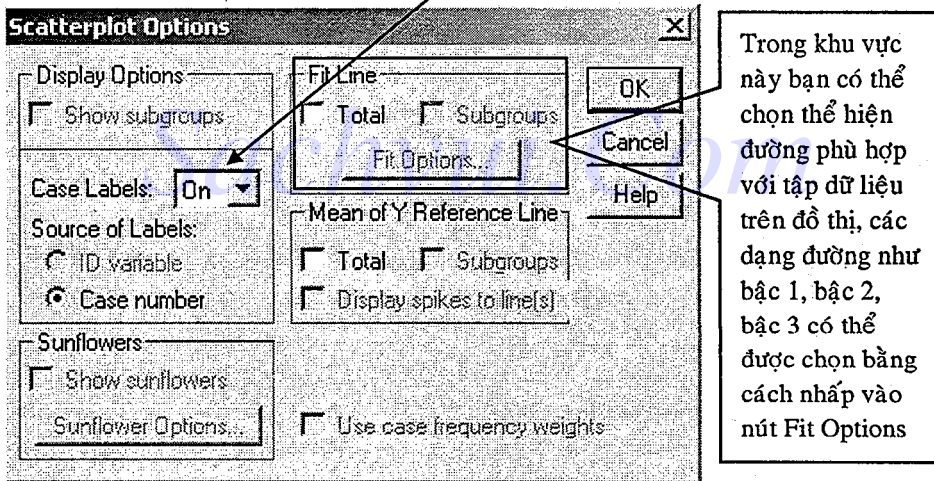 Scatterplot Options
Display Options
Show subgroups
Case Labels: On
Source of Labels:
ID variable
Case number
Sunflowers
Show sunflowers
Sunflower Options...
Fit Line
Total Subgroups
Fit Options...
Mean of Y Reference Line
Total Subgroups
Display spikes to line(s)
Use case frequency weights
OK
Cancel
Help
Trong khu vực
này bạn có thể
chọn thể hiện
đường phù hợp
với tập dữ liệu
trên đồ thị, các
dạng đường như
bậc 1, bậc 2,
bậc 3 có thể
được chọn bằng
cách nhấp vào
nút Fit Options
Sachvui.Com